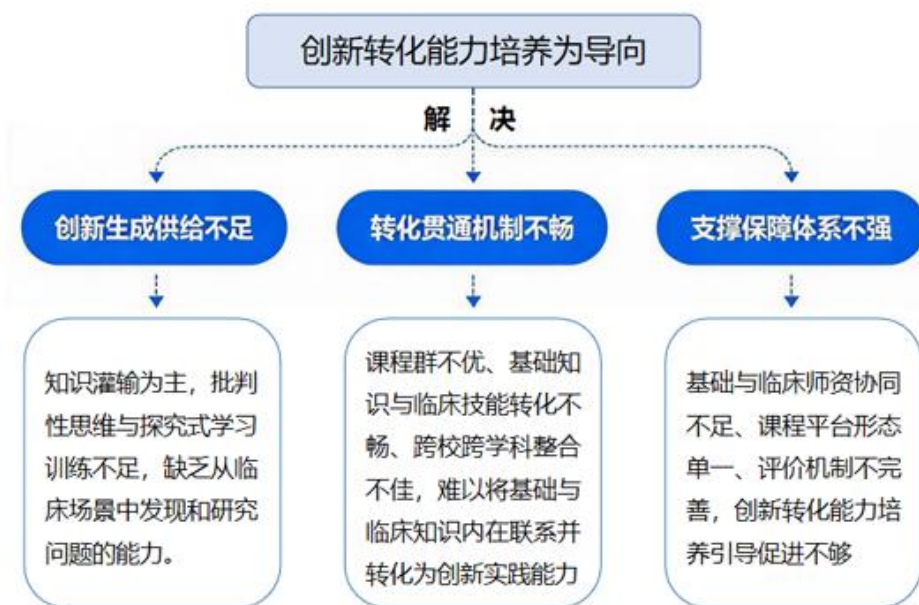 创新转化能力培养为导向
解 决
创新生成供给不足
转化贯通机制不畅
支撑保障体系不强
知识灌输为主，批判
性思维与探究式学习
训练不足，缺乏从临
床场景中发现和研究
问题的能力。
课程群不优、基础知
识与临床技能转化不
畅、跨校跨学科整合
不佳，难以将基础与
临床知识内在联系并
转化为创新实践能力
基础与临床师资协同
不足、课程平台形态
单一、评价机制不完
善，创新转化能力培
养引导促进不够